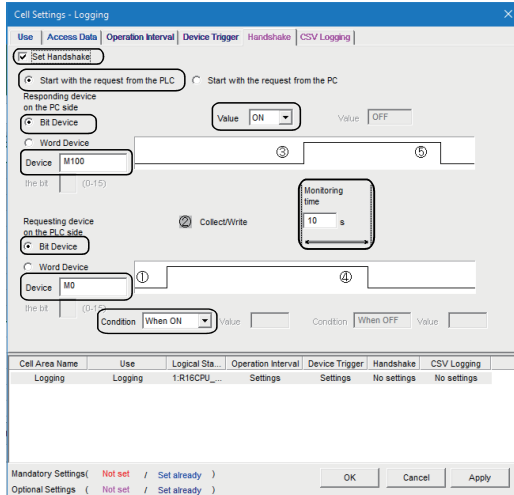 Cell Settings - Logging
Use Access Data Operation Interval Device Trigger Handshake CSV Logging
Set Handshake
Start with the request from the PLC Start with the request from the PC
Responding device
on the PC side
Bit Device
Value ON Value OFF
Word Device
③ ⑤
Device M100
the bit (0-15)
Monitoring
time
10 s
Requesting device
on the PLC side
② Collect/Write
Bit Device
Word Device
① ④
Device M0
the bit (0-15)
Condition When ON Value Condition When OFF Value
Cell Area Name Use Logical Sta... Operation Interval Device Trigger Handshake CSV Logging
Logging Logging 1:R16CPU_... Settings Settings No settings No settings
Mandatory Settings( Not set / Set already )
Optional Settings ( Not set / Set already )
OK Cancel Apply